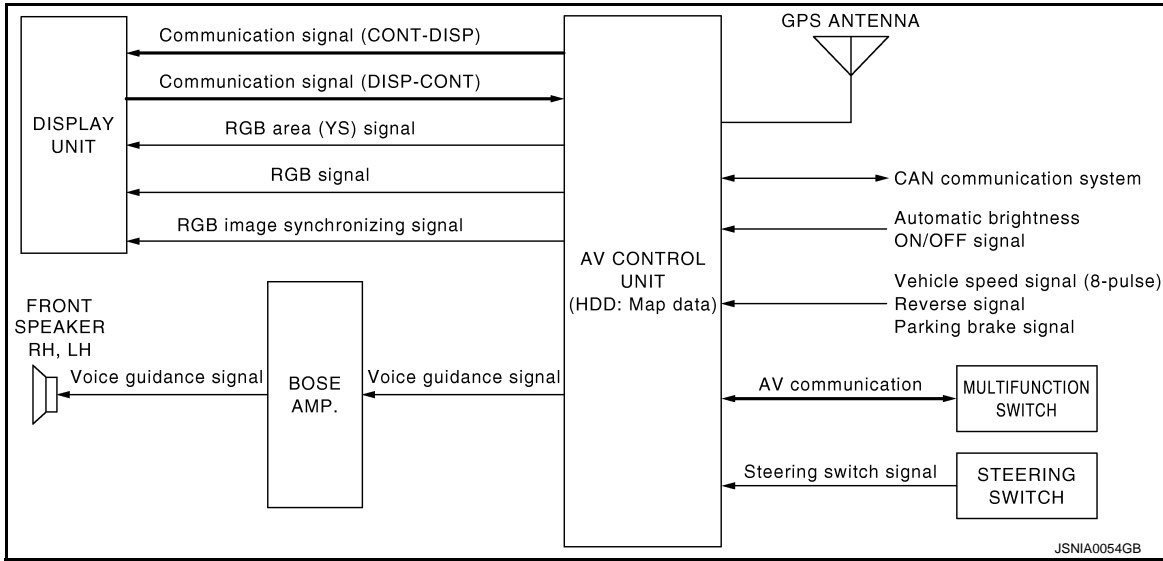 GPS ANTENNA
Communication signal (CONT-DISP)
Communication signal (DISP-CONT)
DISPLAY
UNIT
RGB area (YS) signal
RGB signal
RGB image synchronizing signal
CAN communication system
Automatic brightness
ON/OFF signal
AV CONTROL
UNIT
(HDD: Map data)
Vehicle speed signal (8-pulse)
Reverse signal
Parking brake signal
FRONT
SPEAKER
RH, LH
Voice guidance signal
BOSE
AMP.
Voice guidance signal
AV communication
MULTIFUNCTION
SWITCH
Steering switch signal
STEERING
SWITCH
JSNIA0054GB